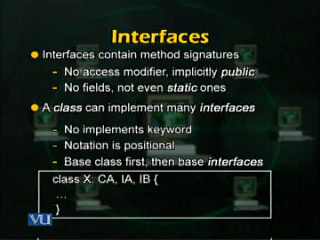 Interfaces
Interfaces contain method signatures
- No access modifier, implicitly public
- No fields, not even static ones
A class can implement many interfaces
- No implements keyword
- Notation is positional
- Base class first, then base interfaces
class X: CA, IA, IB {
...
}
VU